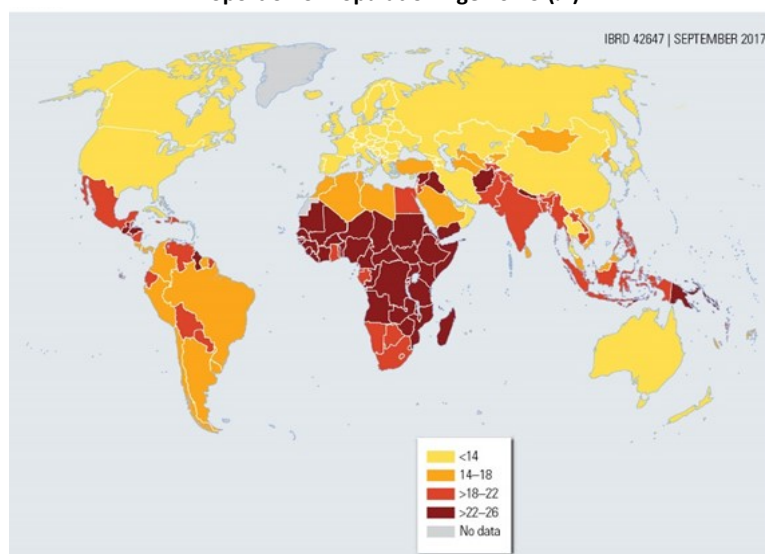 IBRD 42647 | SEPTEMBER 2017
<14
14–18
>18–22
>22–26
No data